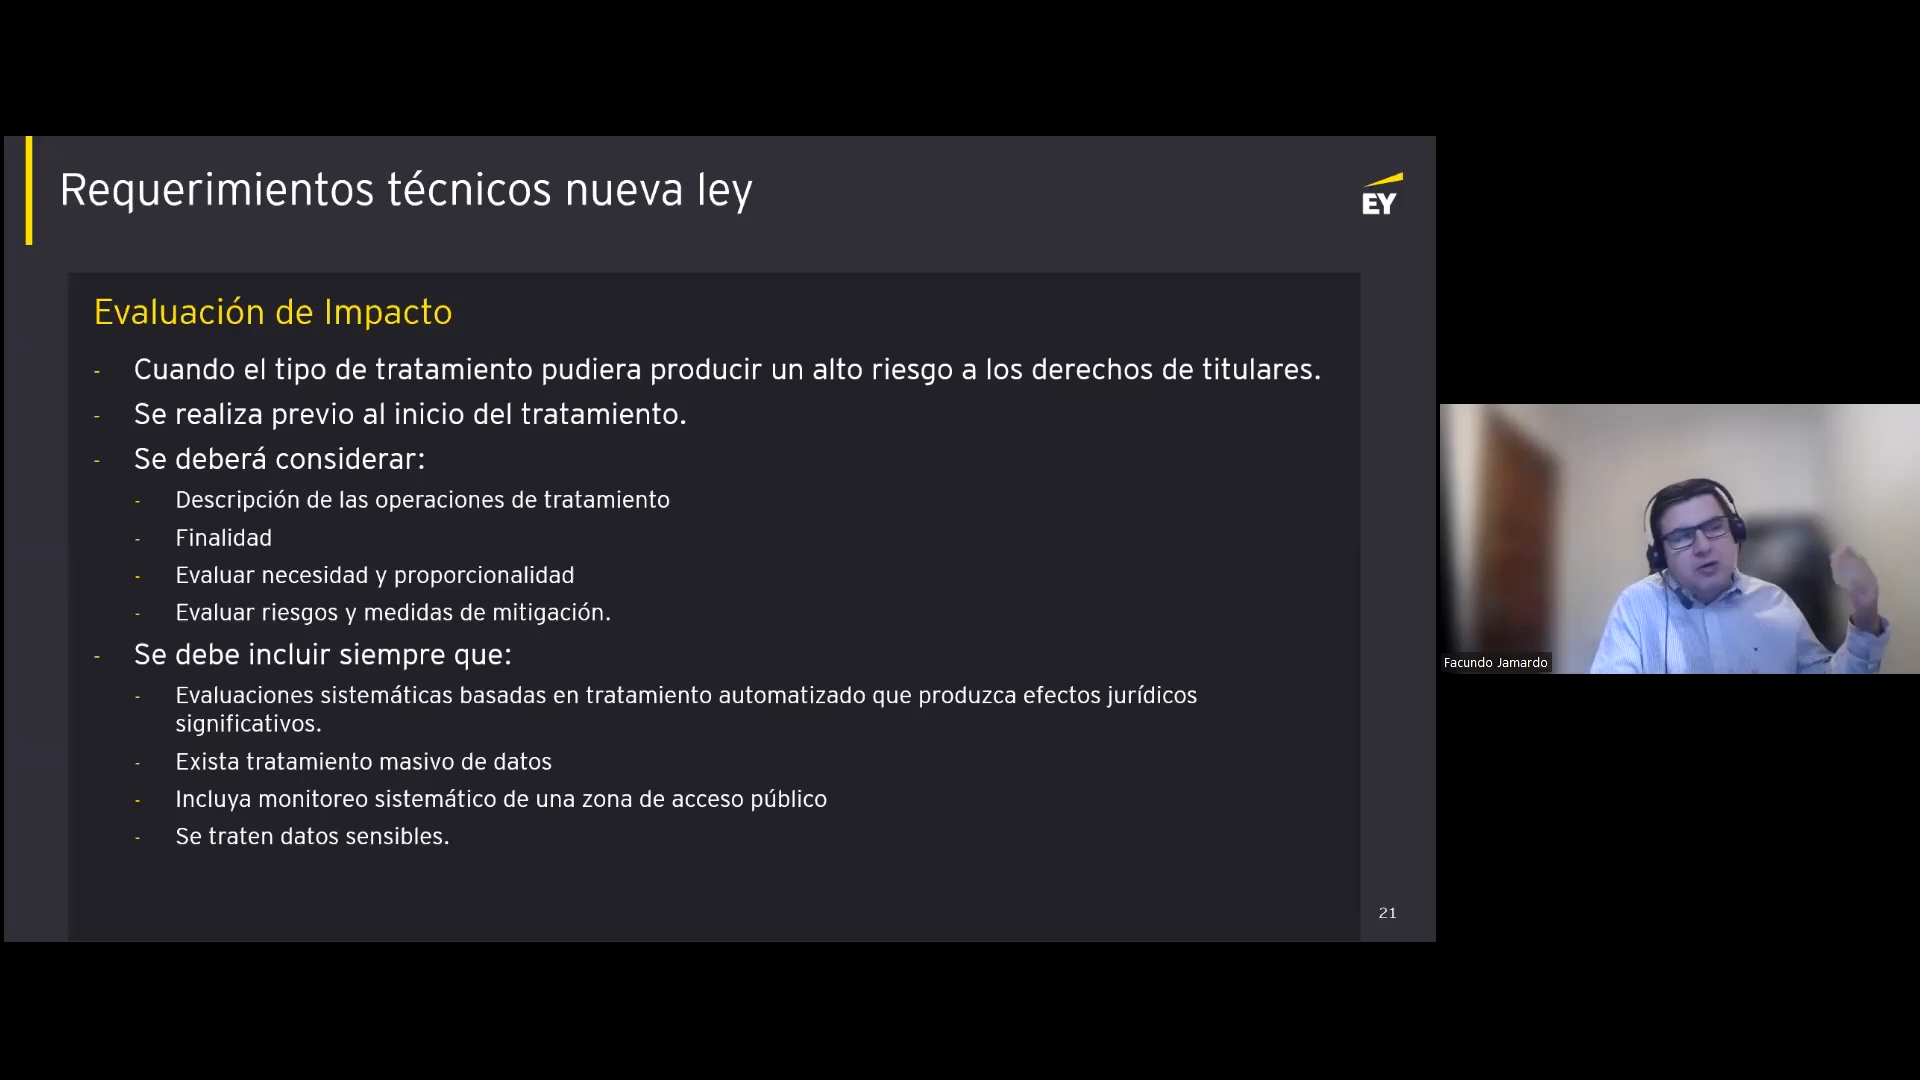 Requerimientos técnicos nueva ley
EY
Evaluación de Impacto
- Cuando el tipo de tratamiento pudiera producir un alto riesgo a los derechos de titulares.
- Se realiza previo al inicio del tratamiento.
- Se deberá considerar:
- Descripción de las operaciones de tratamiento
- Finalidad
- Evaluar necesidad y proporcionalidad
- Evaluar riesgos y medidas de mitigación.
- Se debe incluir siempre que:
- Evaluaciones sistemáticas basadas en tratamiento automatizado que produzca efectos jurídicos
significativos.
- Exista tratamiento masivo de datos
- Incluya monitoreo sistemático de una zona de acceso público
- Se traten datos sensibles.
21
Facundo Jamardo